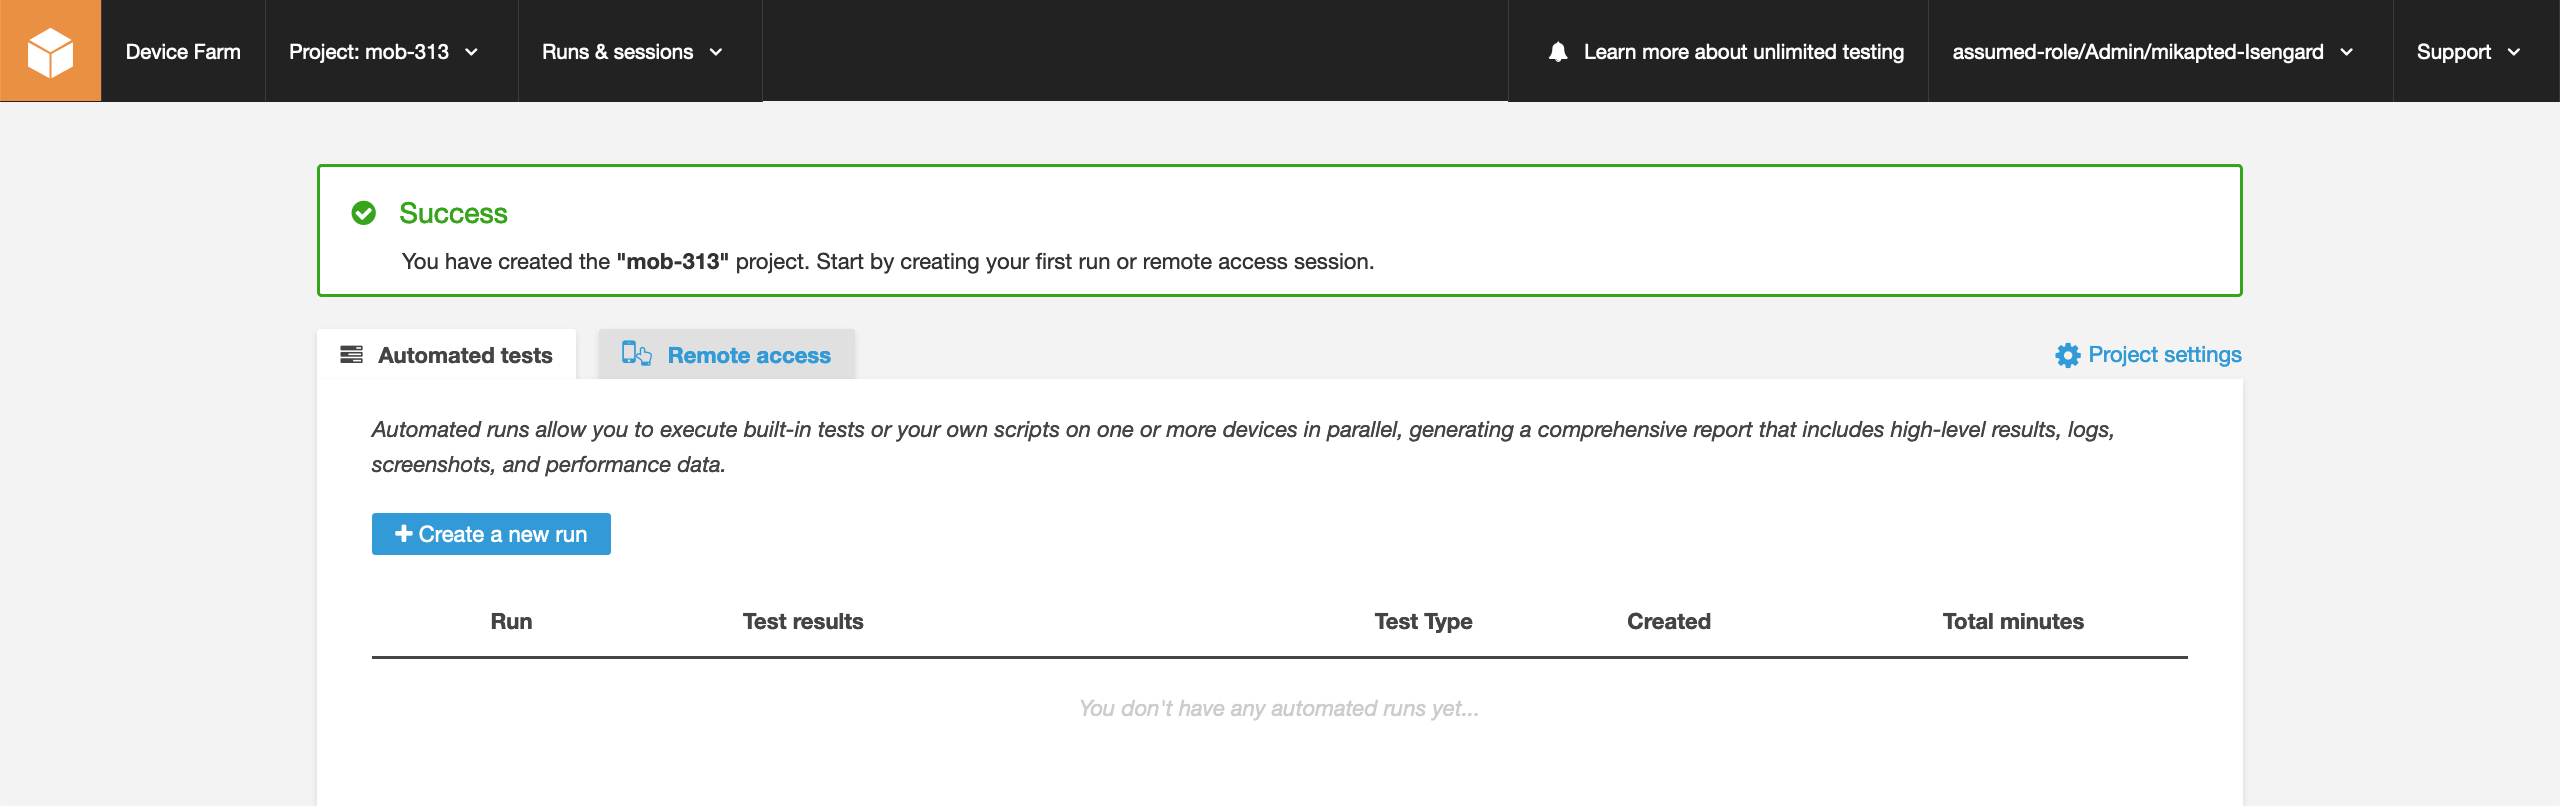 Device Farm
Project: mob-313
Runs & sessions
Learn more about unlimited testing
assumed-role/Admin/mikapted-Isengard
Support
Success
You have created the "mob-313" project. Start by creating your first run or remote access session.
Automated tests
Remote access
Project settings
Automated runs allow you to execute built-in tests or your own scripts on one or more devices in parallel, generating a comprehensive report that includes high-level results, logs,
screenshots, and performance data.
Create a new run
Run
Test results
Test Type
Created
Total minutes
You don't have any automated runs yet...